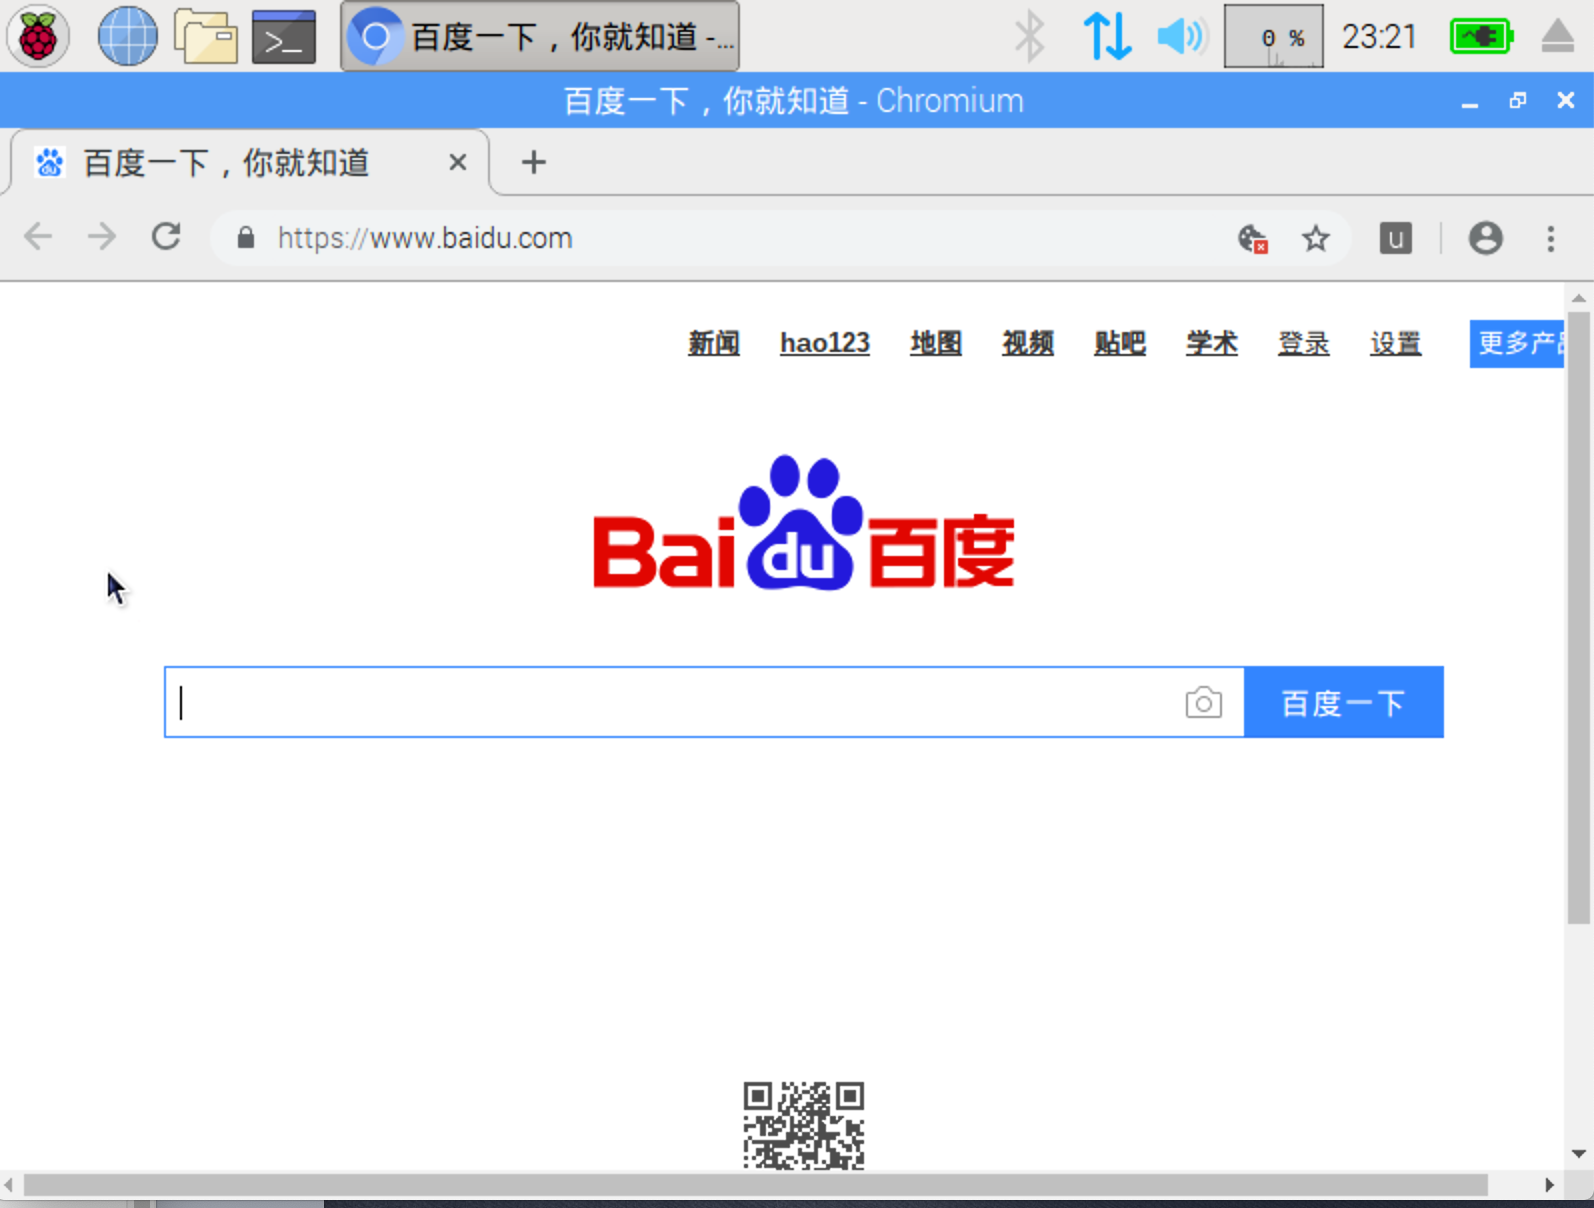 百度一下，你就知道 -...
0 %
23:21
百度一下，你就知道 - Chromium
百度一下，你就知道
https://www.baidu.com
u
新闻 hao123 地图 视频 贴吧 学术 登录 设置 更多产品
Bai du 百度
百度一下